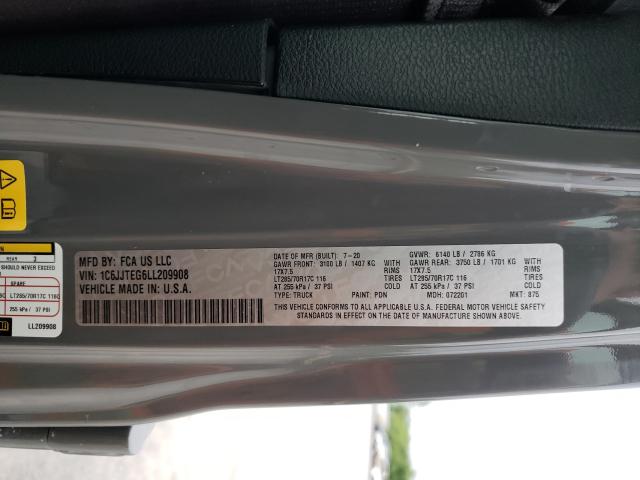 REAR 3
SHOULD NEVER EXCEED
LT285/70R17C 116Q
255 kPa / 37 PSI
LL209908
MFD BY: FCA US LLC
VIN: 1C6JJTEG6LL209908
VEHICLE MADE IN: U.S.A.
DATE OF MFR (BUILT): 7-20 GVWR: 6140 LB / 2786 KG
GAWR FRONT: 3100 LB / 1407 KG WITH GAWR REAR: 3750 LB / 1701 KG WITH
17X7.5 RIMS 17X7.5 RIMS
LT285/70R17C 116 TIRES LT285/70R17C 116 TIRES
AT 255 kPa / 37 PSI COLD AT 255 kPa / 37 PSI COLD
TYPE: TRUCK PAINT: PDN MDH: 072201 MKT: 875
THIS VEHICLE CONFORMS TO ALL APPLICABLE U.S.A. FEDERAL MOTOR VEHICLE SAFETY
STANDARDS IN EFFECT ON THE DATE OF MANUFACTURE SHOWN ABOVE.